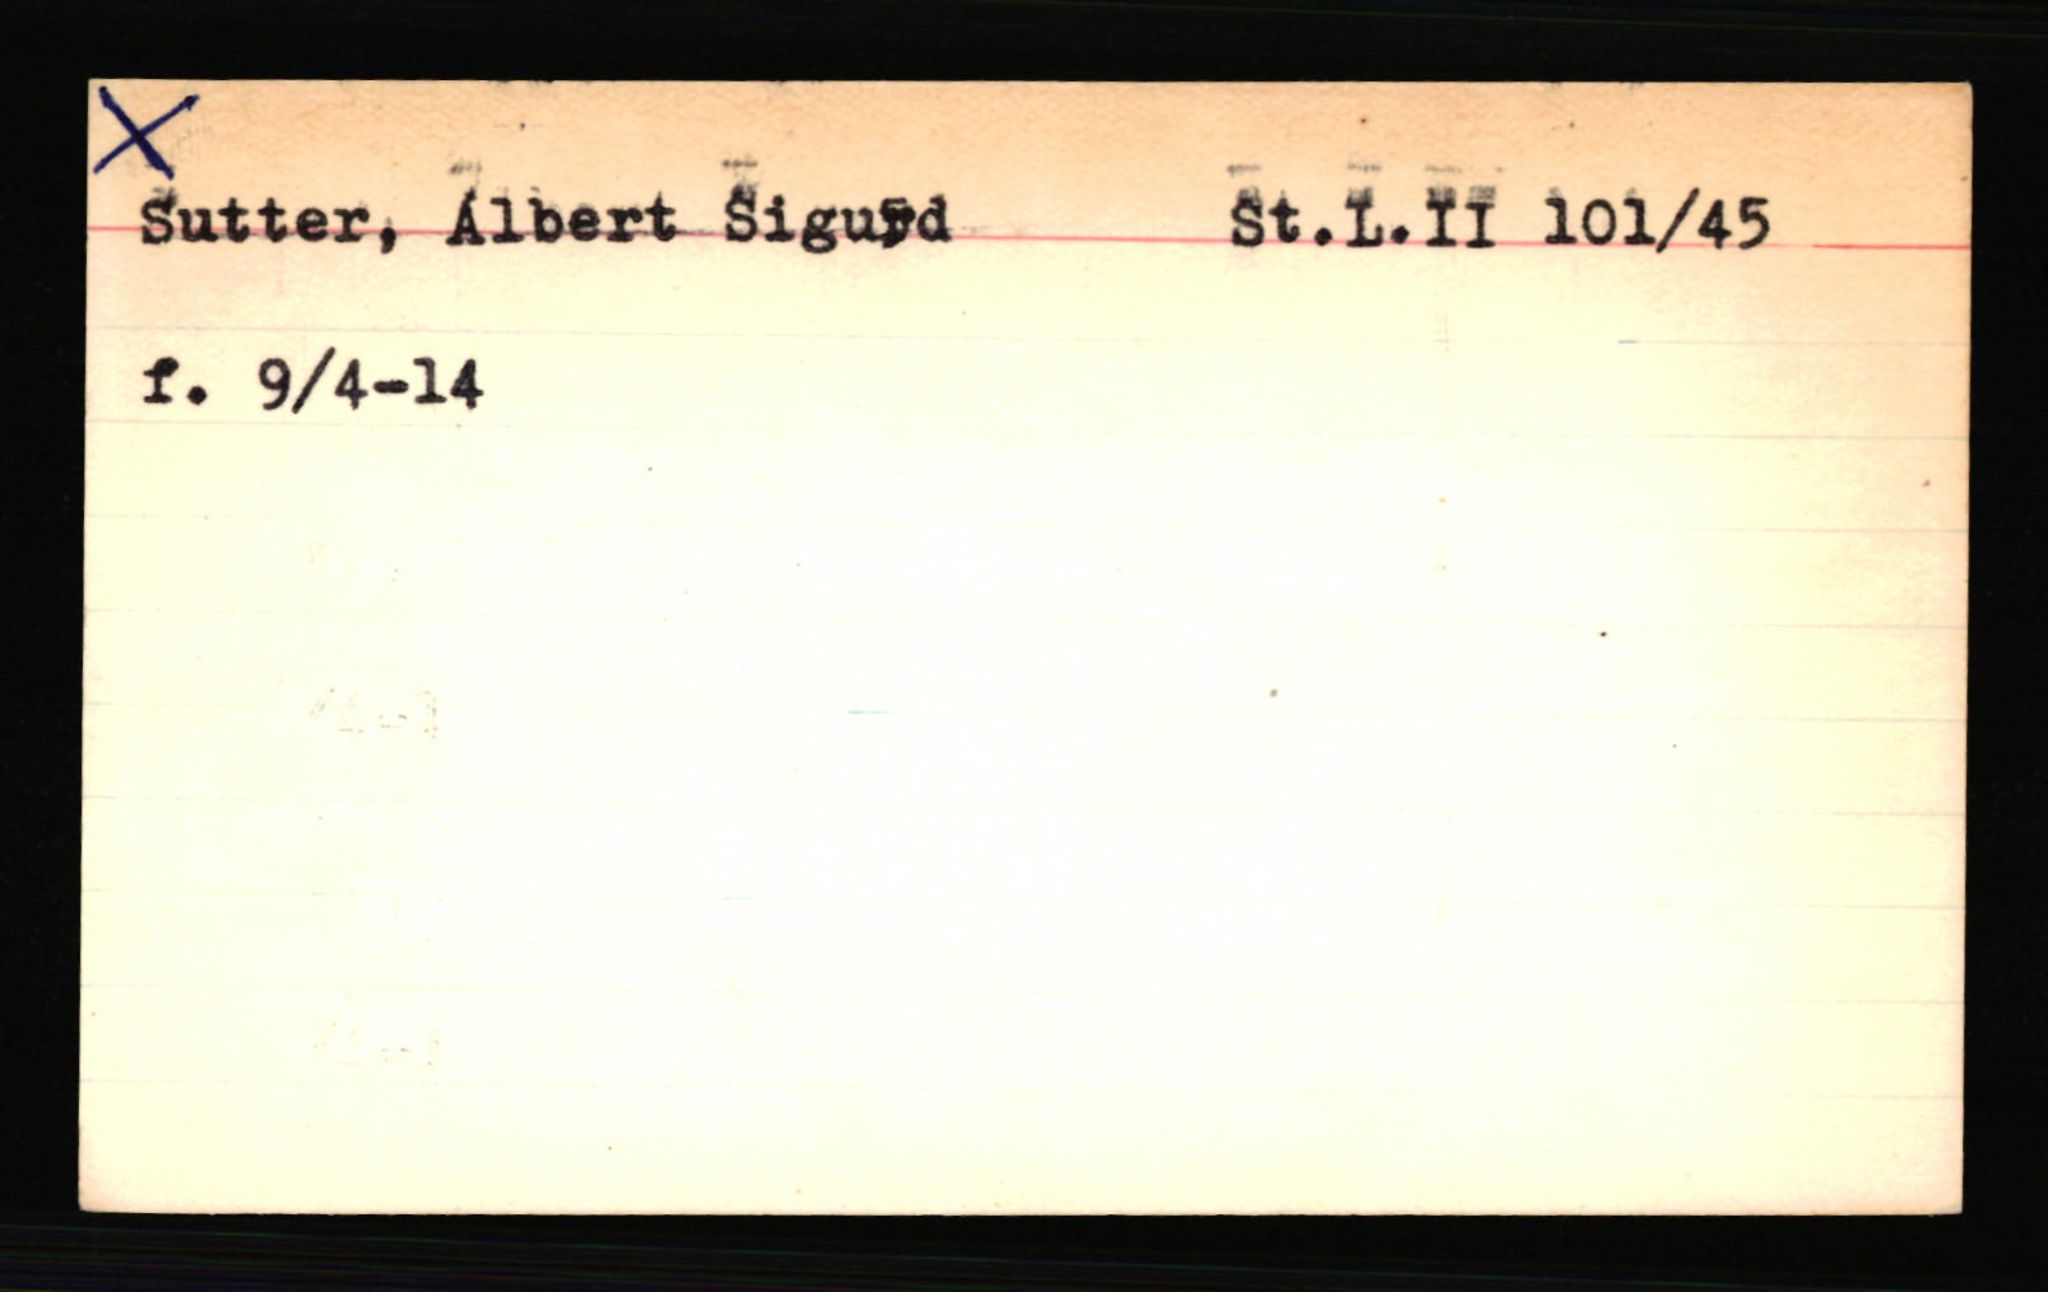 Sutter, Albert Sigurd St.L.II 101/45
f. 9/4-14